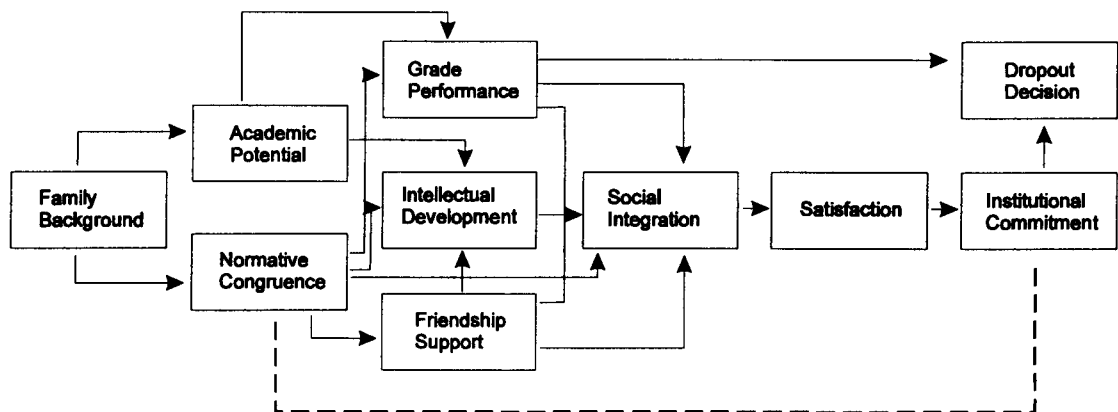 Grade
Performance
Dropout
Decision
Academic
Potential
Family
Background
Intellectual
Development
Social
Integration
Satisfaction
Institutional
Commitment
Normative
Congruence
Friendship
Support